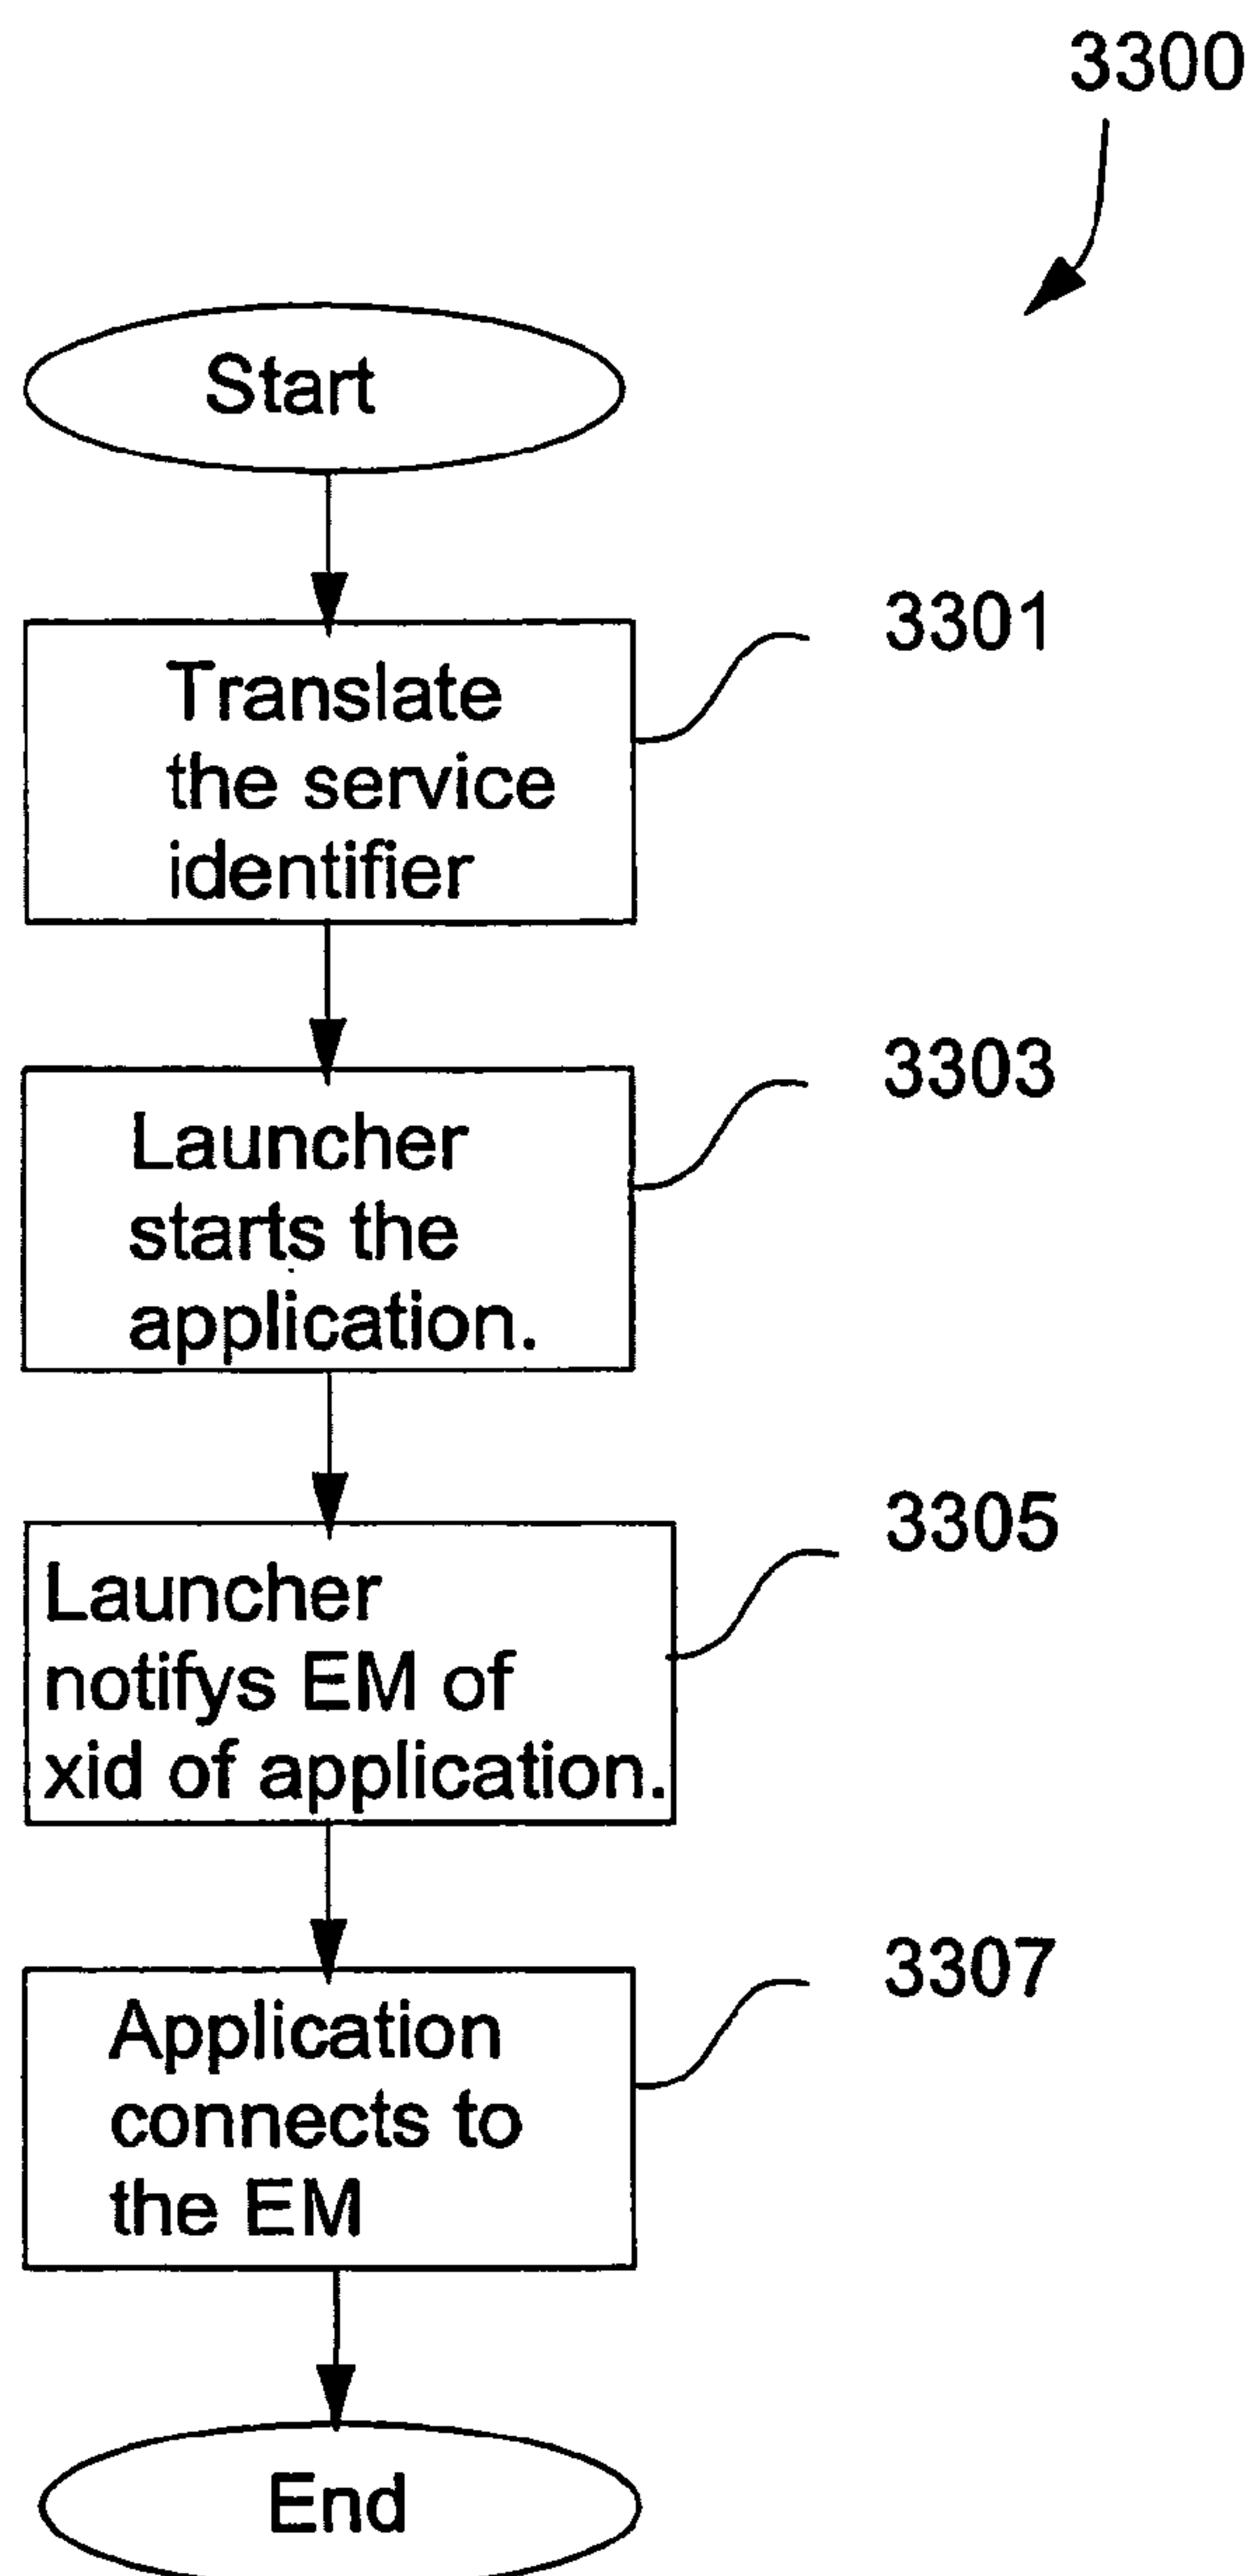 3300
Start
3301
Translate
the service
identifier
3303
Launcher
starts the
application.
3305
Launcher
notifys EM of
xid of application.
3307
Application
connects to
the EM
End